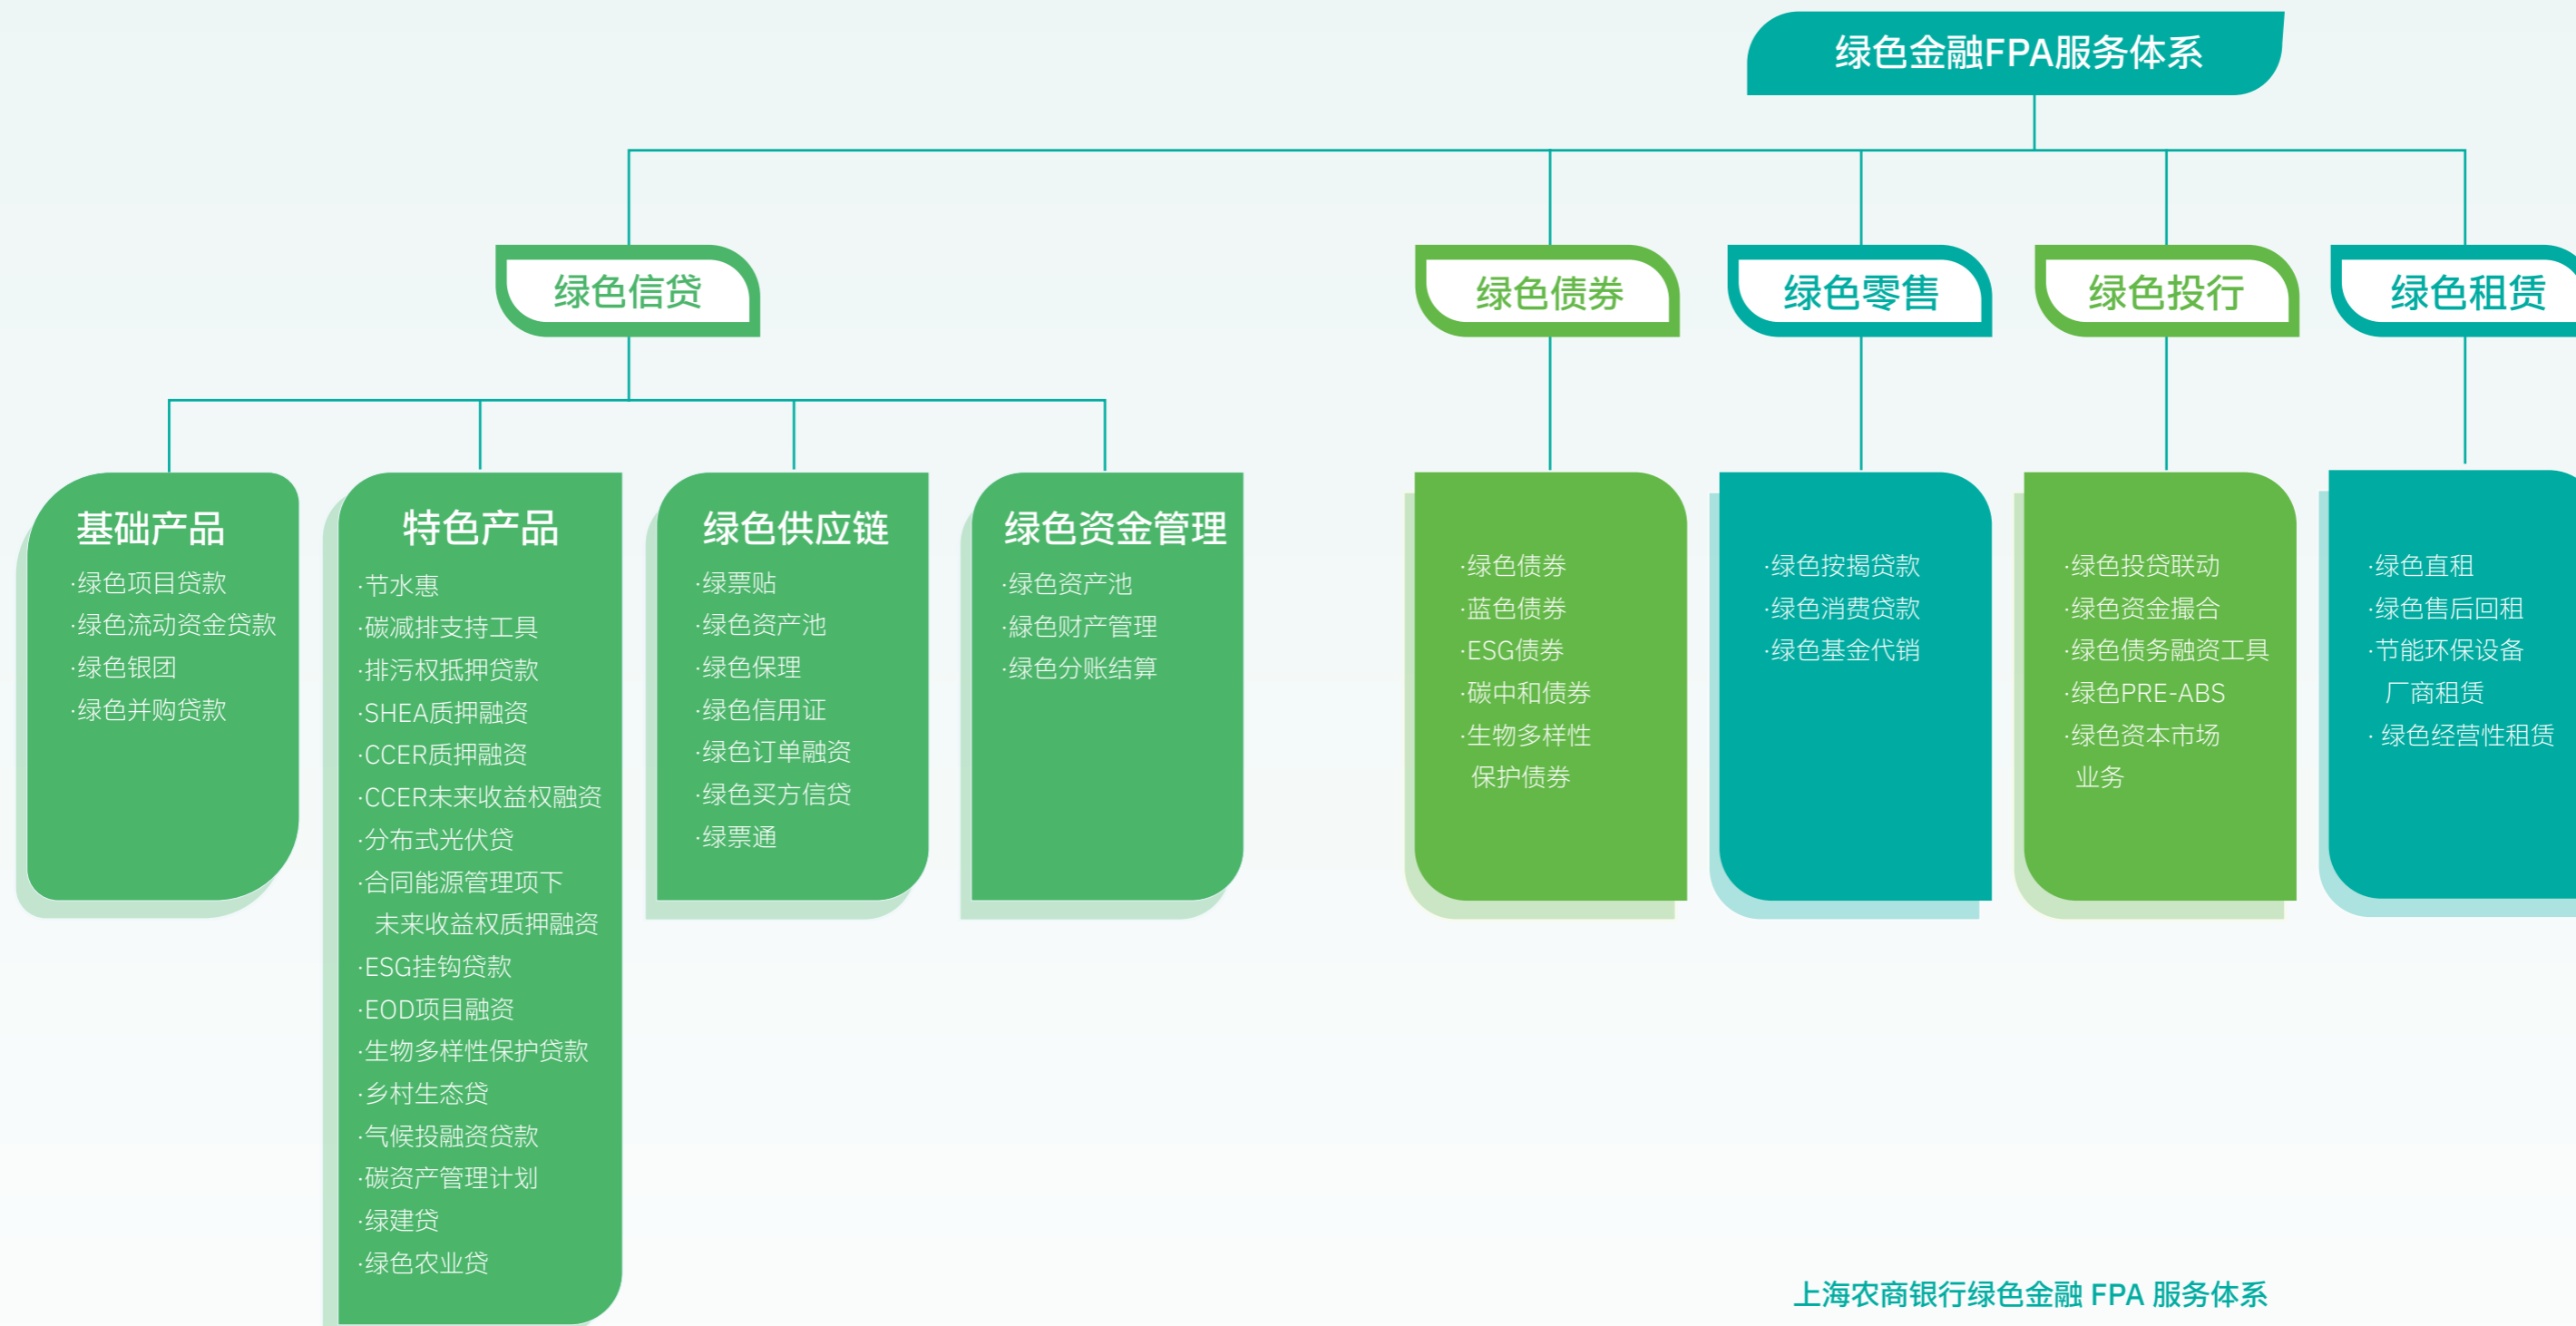 绿色金融FPA服务体系
绿色信贷
绿色债券
绿色零售
绿色投行
绿色租赁
基础产品
·绿色项目贷款
·绿色流动资金贷款
·绿色银团
·绿色并购贷款
特色产品
·节水惠
·碳减排支持工具
·排污权抵押贷款
·SHEA质押融资
·CCER质押融资
·CCER未来收益权融资
·分布式光伏贷
·合同能源管理项下
未来收益权质押融资
·ESG挂钩贷款
·EOD项目融资
·生物多样性保护贷款
·乡村生态贷
·气候投融资贷款
·碳资产管理计划
·绿建贷
·绿色农业贷
绿色供应链
·绿票贴
·绿色资产池
·绿色保理
·绿色信用证
·绿色订单融资
·绿色买方信贷
·绿票通
绿色资金管理
·绿色资产池
·緑色财产管理
·绿色分账结算
·绿色债券
·蓝色债券
·ESG债券
·碳中和债券
·生物多样性
保护债券
·绿色按揭贷款
·绿色消费贷款
·绿色基金代销
·绿色投贷联动
·绿色资金撮合
·绿色债务融资工具
·绿色PRE-ABS
·绿色资本市场
业务
·绿色直租
·绿色售后回租
·节能环保设备
厂商租赁
· 绿色经营性租赁
上海农商银行绿色金融 FPA 服务体系